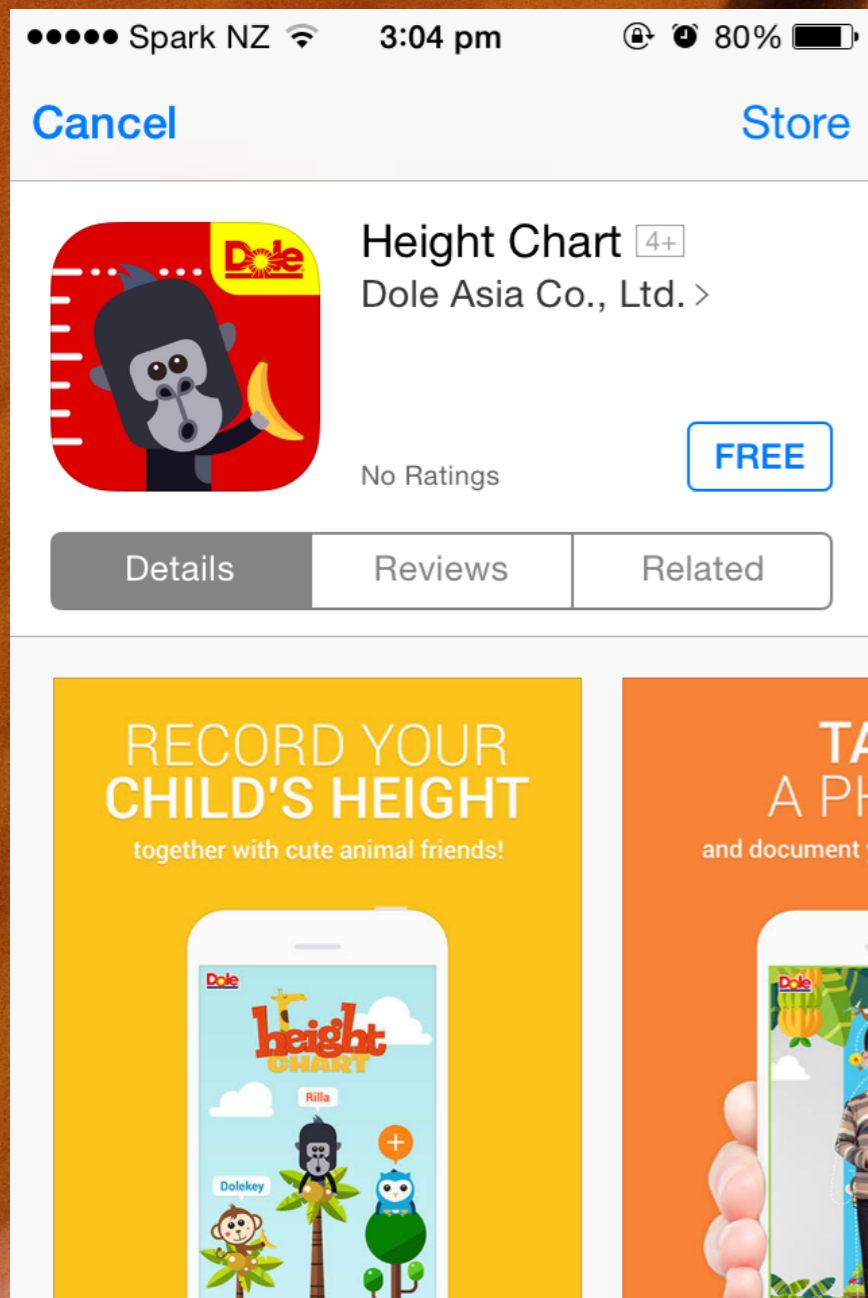 Spark NZ 3:04 pm 80%
Cancel Store
Dole
Height Chart 4+
Dole Asia Co., Ltd. >
No Ratings
FREE
Details Reviews Related
RECORD YOUR
CHILD'S HEIGHT
together with cute animal friends!
Dole
height
CHART
Rilla
Dolekey
A
and document
Dole